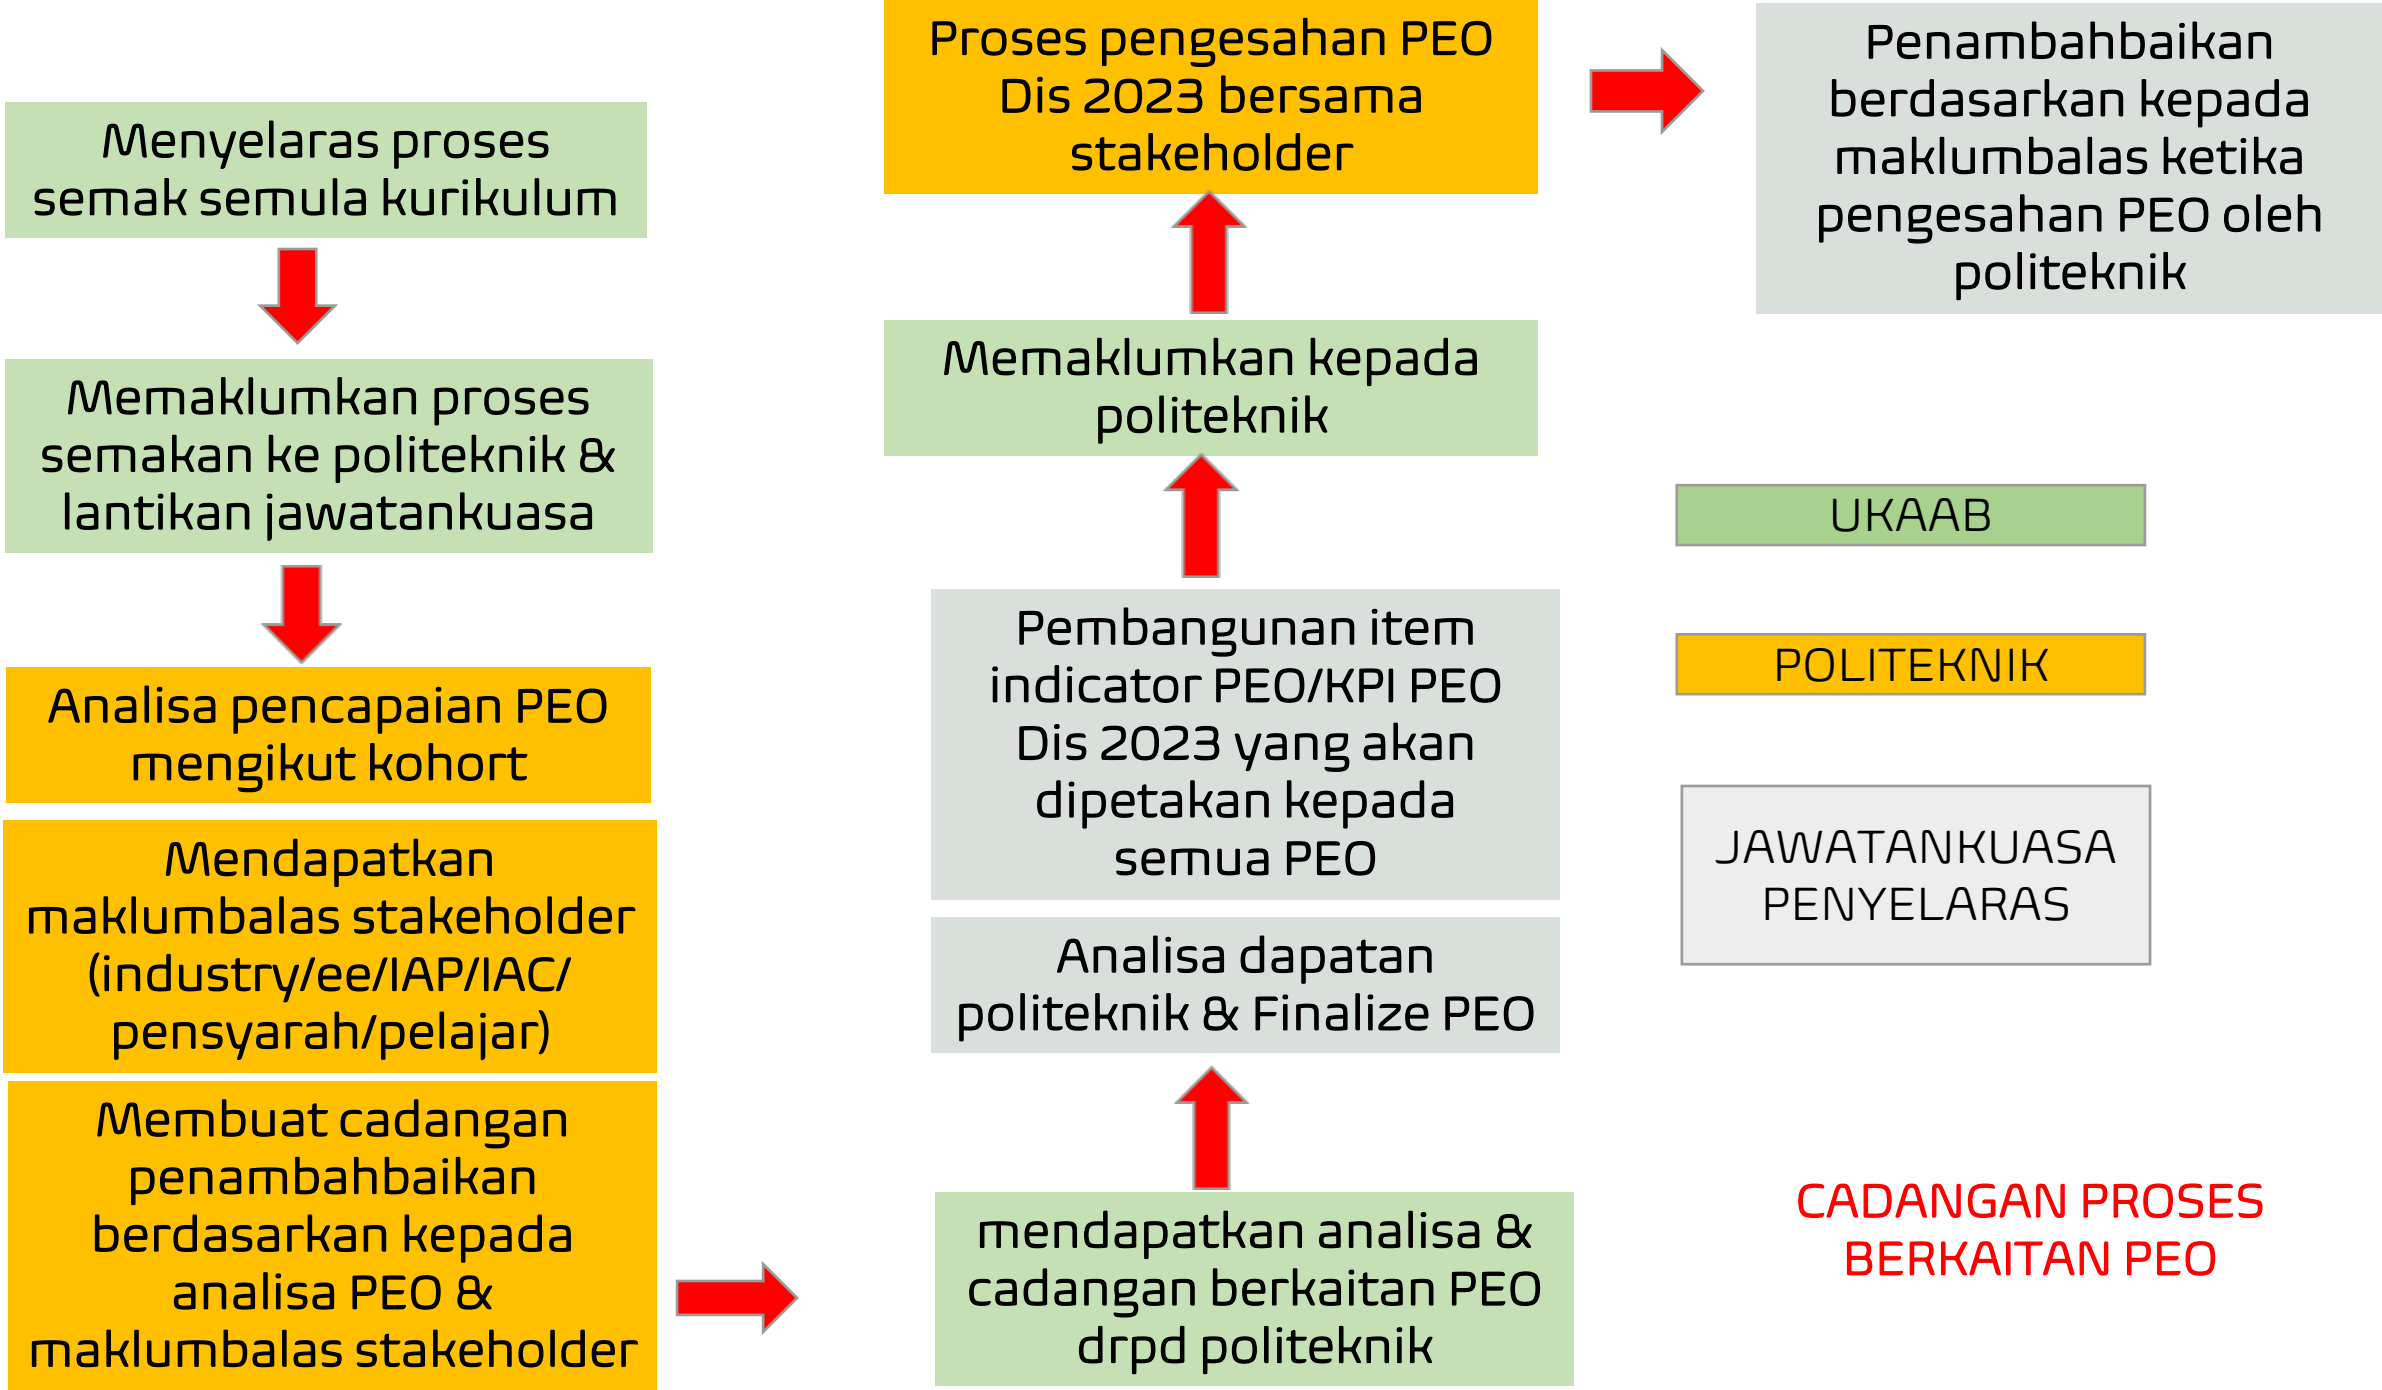 Menyelaras proses
semak semula kurikulum
Memaklumkan proses
semakan ke politeknik &
lantikan jawatankuasa
Analisa pencapaian PEO
mengikut kohort
Mendapatkan
maklumbalas stakeholder
(industry/ee/IAP/IAC/
pensyarah/pelajar)
Membuat cadangan
penambahbaikan
berdasarkan kepada
analisa PEO &
maklumbalas stakeholder
mendapatkan analisa &
cadangan berkaitan PEO
drpd politeknik
Analisa dapatan
politeknik & Finalize PEO
Pembangunan item
indicator PEO/KPI PEO
Dis 2023 yang akan
dipetakan kepada
semua PEO
Memaklumkan kepada
politeknik
Proses pengesahan PEO
Dis 2023 bersama
stakeholder
Penambahbaikan
berdasarkan kepada
maklumbalas ketika
pengesahan PEO oleh
politeknik
UKAAB
POLITEKNIK
JAWATANKUASA
PENYELARAS
CADANGAN PROSES
BERKAITAN PEO